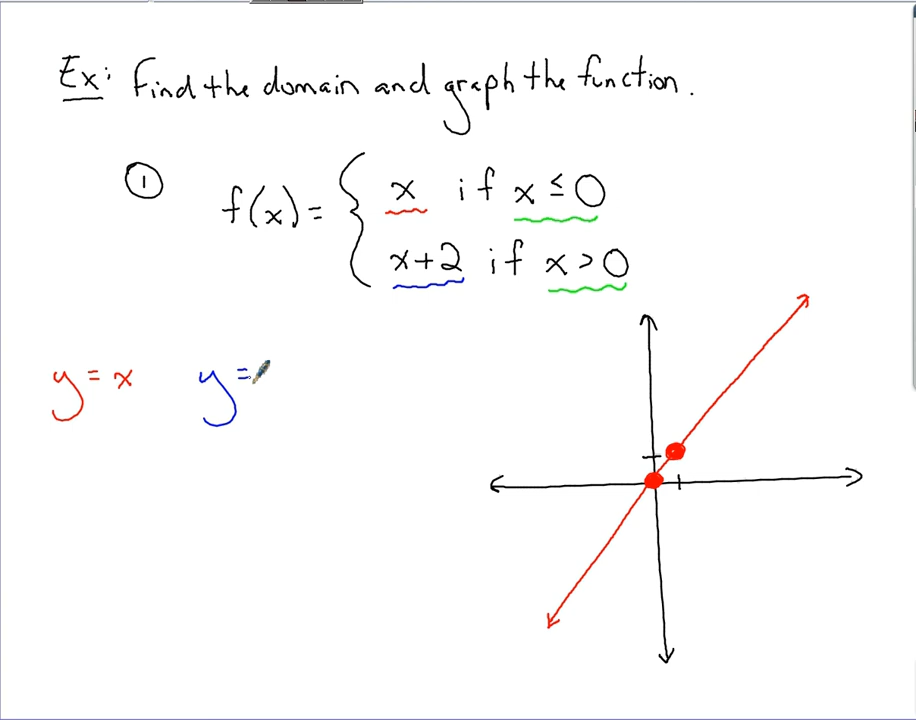 Ex: Find the domain and graph the function.
① f(x) = { x if x ≤ 0
x+2 if x > 0
y = x y =